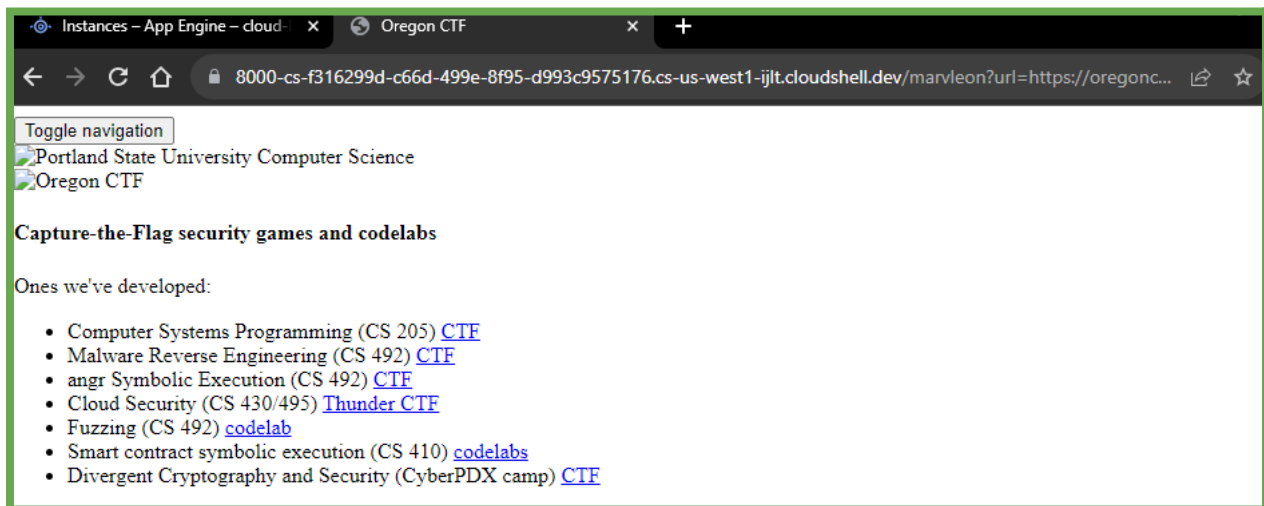 Instances – App Engine – cloud- Oregon CTF
8000-cs-f316299d-c66d-499e-8f95-d993c9575176.cs-us-west1-ijlt.cloudshell.dev/marvleon?url=https://oregonc...
Toggle navigation
Portland State University Computer Science
Oregon CTF
Capture-the-Flag security games and codelabs
Ones we've developed:
Computer Systems Programming (CS 205) CTF
Malware Reverse Engineering (CS 492) CTF
angr Symbolic Execution (CS 492) CTF
Cloud Security (CS 430/495) Thunder CTF
Fuzzing (CS 492) codelab
Smart contract symbolic execution (CS 410) codelabs
Divergent Cryptography and Security (CyberPDX camp) CTF